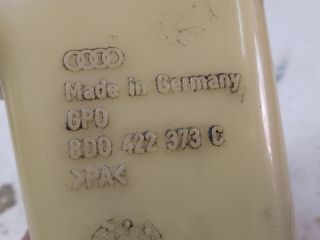 Made in Germany
GPO
8D0 422 373 C
>PA<